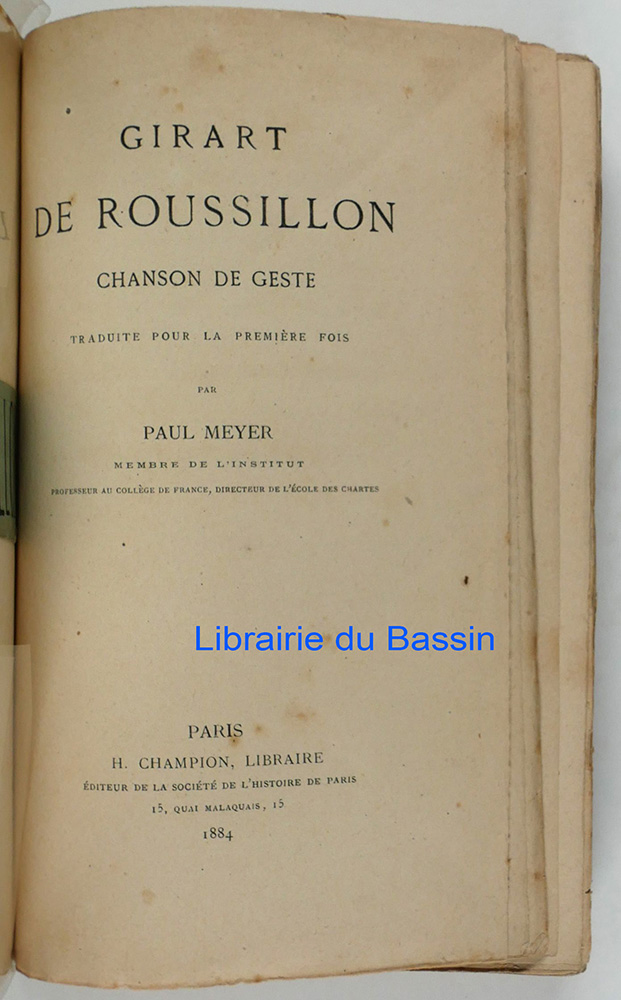 GIRART
DE ROUSSILLON
CHANSON DE GESTE
TRADUITE POUR LA PREMIÈRE FOIS
PAR
PAUL MEYER
MEMBRE DE L'INSTITUT
PROFESSEUR AU COLLÈGE DE FRANCE, DIRECTEUR DE L'ÉCOLE DES CHARTES
Librairie du Bassin
PARIS
H. CHAMPION, LIBRAIRE
ÉDITEUR DE LA SOCIÉTÉ DE L'HISTOIRE DE PARIS
15, QUAI MALAQUAIS, 15
1884